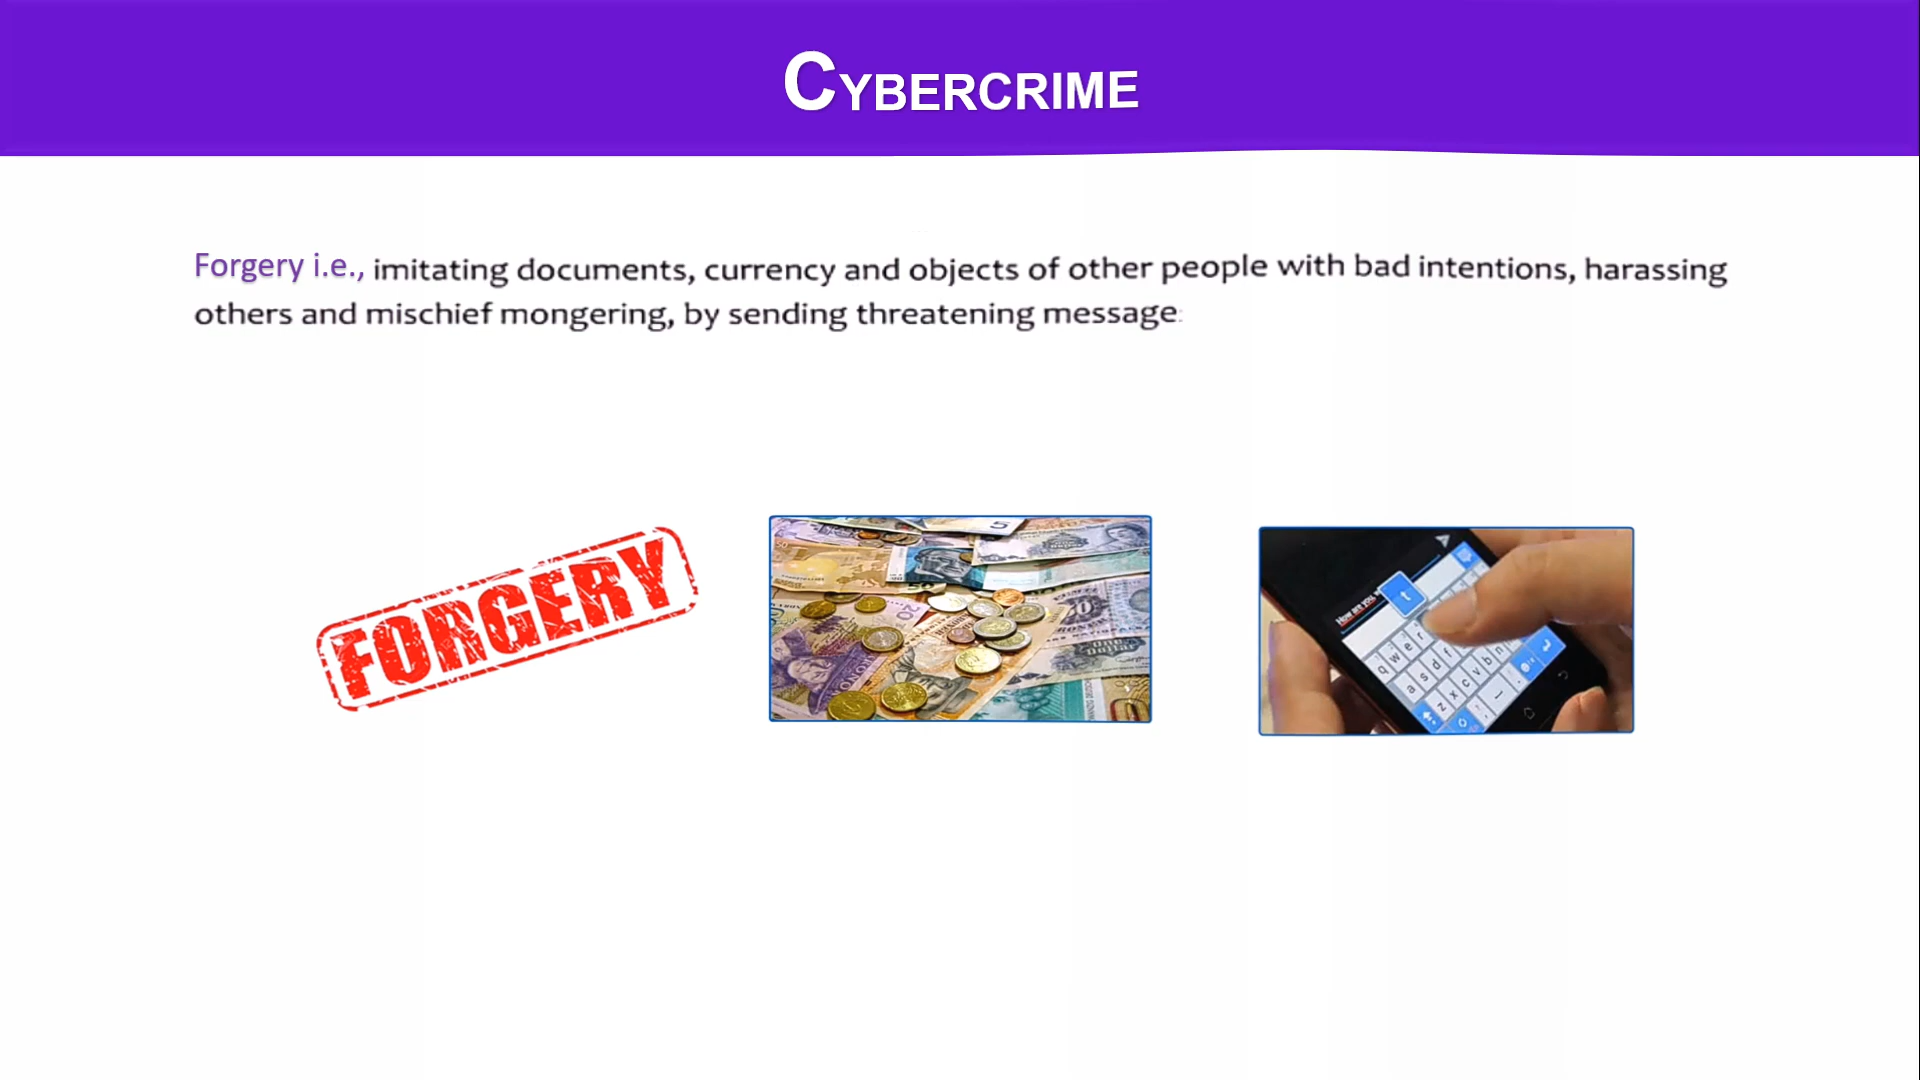 CYBERCRIME
Forgery i.e., imitating documents, currency and objects of other people with bad intentions, harassing
others and mischief mongering, by sending threatening message
FORGERY